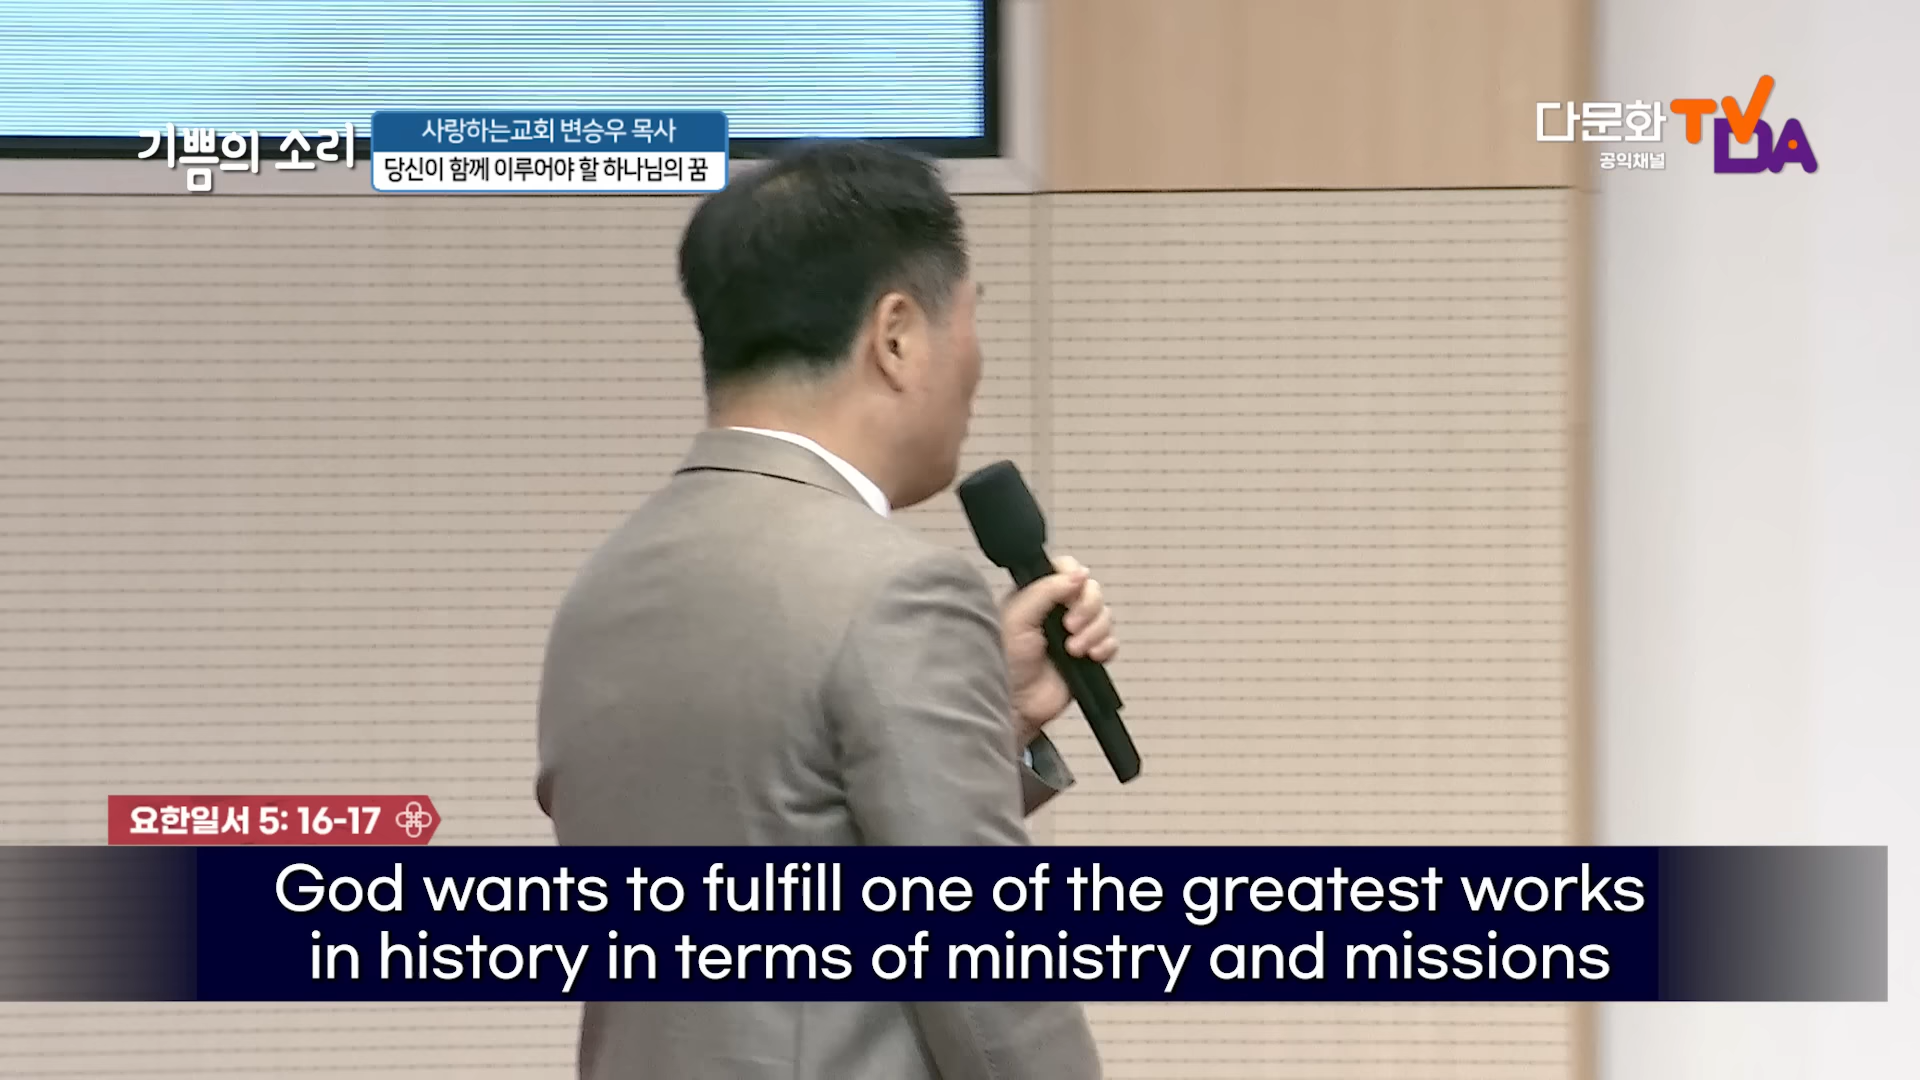 기쁨의 소리
사랑하는교회 변승우 목사
당신이 함께 이루어야 할 하나님의 꿈
다문화 TV
공익채널 DA
요한일서 5: 16-17
God wants to fulfill one of the greatest works
in history in terms of ministry and missions